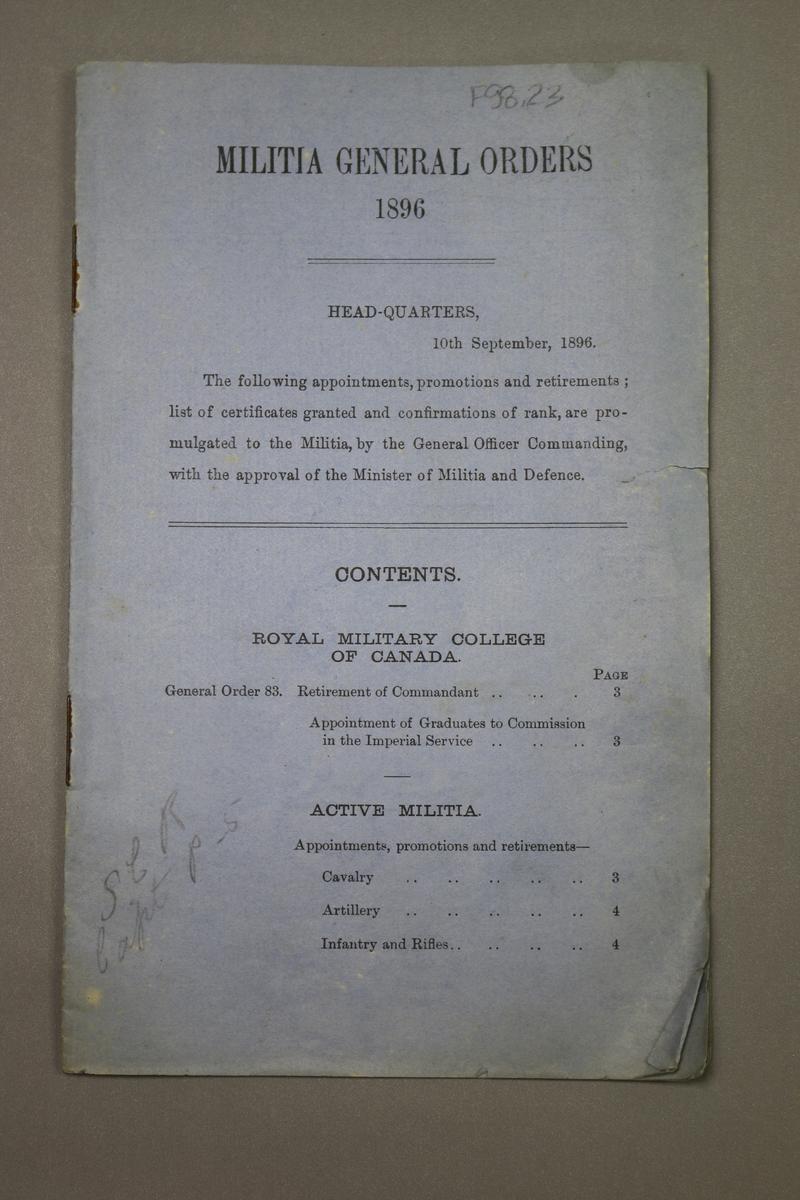 F98.23
MILITIA GENERAL ORDERS
1896
HEAD-QUARTERS,
10th September, 1896.
The following appointments, promotions and retirements ;
list of certificates granted and confirmations of rank, are pro-
mulgated to the Militia, by the General Officer Commanding,
with the approval of the Minister of Militia and Defence.
CONTENTS.
ROYAL MILITARY COLLEGE
OF CANADA.
PAGE
General Order 83. Retirement of Commandant .. .. . 3
Appointment of Graduates to Commission
in the Imperial Service .. .. .. 3
ACTIVE MILITIA.
Appointments, promotions and retirements—
Cavalry .. .. .. .. .. 3
Artillery .. .. .. .. .. 4
Infantry and Rifles.. .. .. .. 4